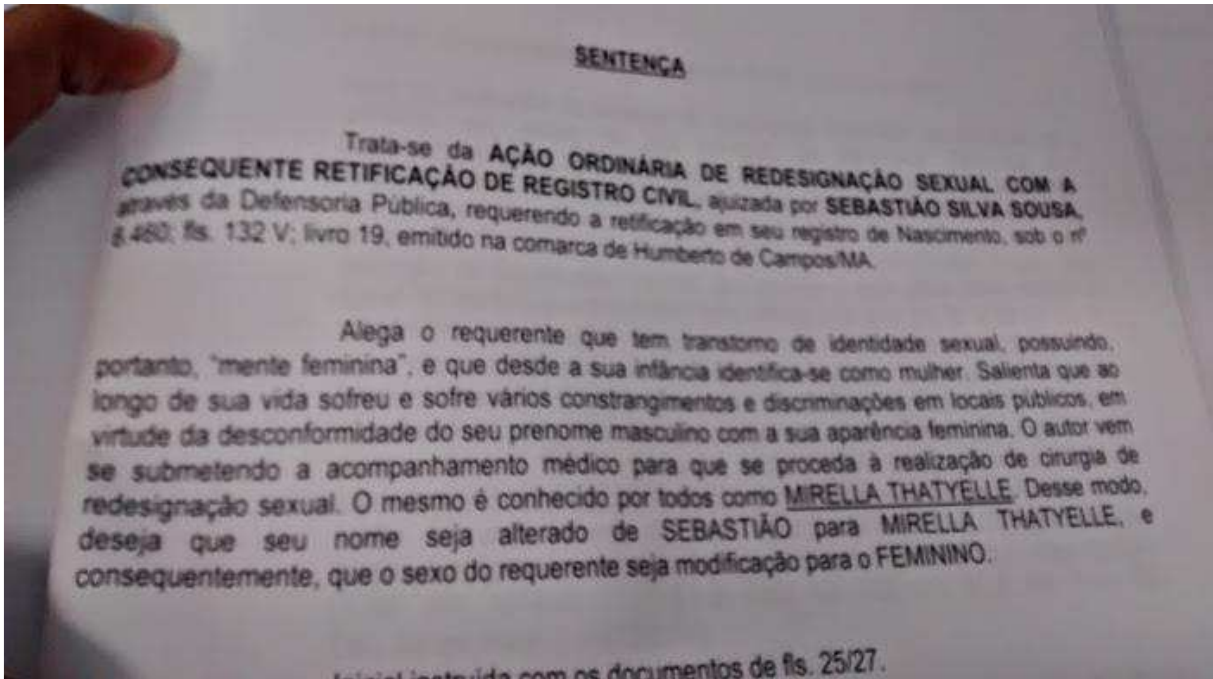 SENTENÇA
Trata-se da AÇÃO ORDINÁRIA DE REDESIGNAÇÃO SEXUAL COM A
CONSEQUENTE RETIFICAÇÃO DE REGISTRO CIVIL, ajuizada por SEBASTIÃO SILVA SOUSA,
através da Defensoria Pública, requerendo a retificação em seu registro de Nascimento, sob o nº
8.460; fls. 132 V; livro 19, emitido na comarca de Humberto de Campos/MA.
Alega o requerente que tem transtorno de identidade sexual, possuindo,
portanto, "mente feminina", e que desde a sua infância identifica-se como mulher. Salienta que ao
longo de sua vida sofreu e sofre vários constrangimentos e discriminações em locais públicos, em
virtude da desconformidade do seu prenome masculino com a sua aparência feminina. O autor vem
se submetendo a acompanhamento médico para que se proceda à realização de cirurgia de
redesignação sexual. O mesmo é conhecido por todos como MIRELLA THATYELLE. Desse modo,
deseja que seu nome seja alterado de SEBASTIÃO para MIRELLA THATYELLE, e
consequentemente, que o sexo do requerente seja modificação para o FEMININO.
Inicial instruída com os documentos de fls. 25/27.